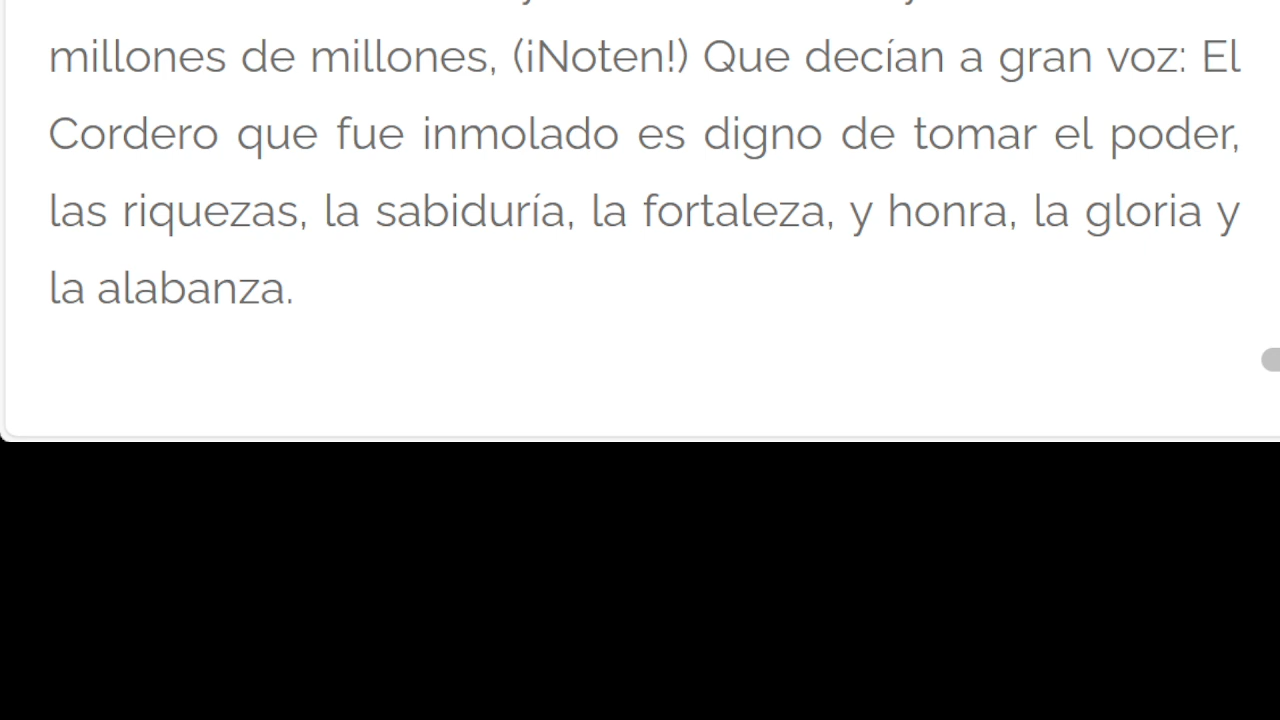 millones de millones, (¡Noten!) Que decían a gran voz: El
Cordero que fue inmolado es digno de tomar el poder,
las riquezas, la sabiduría, la fortaleza, y honra, la gloria y
la alabanza.